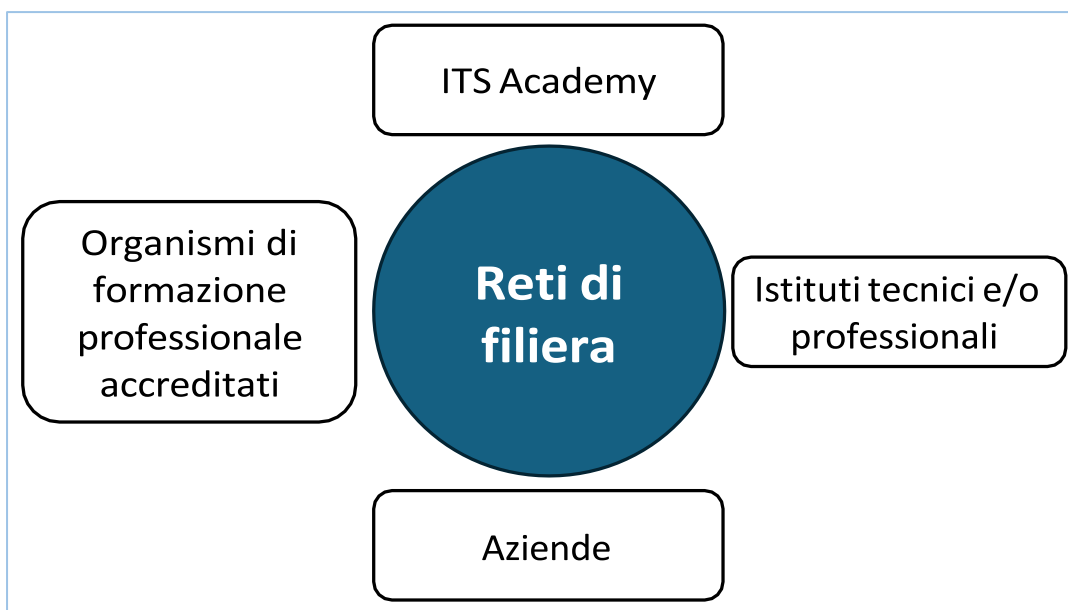 ITS Academy
Organismi di
formazione
professionale
accreditati
Reti di
filiera
Istituti tecnici e/o
professionali
Aziende